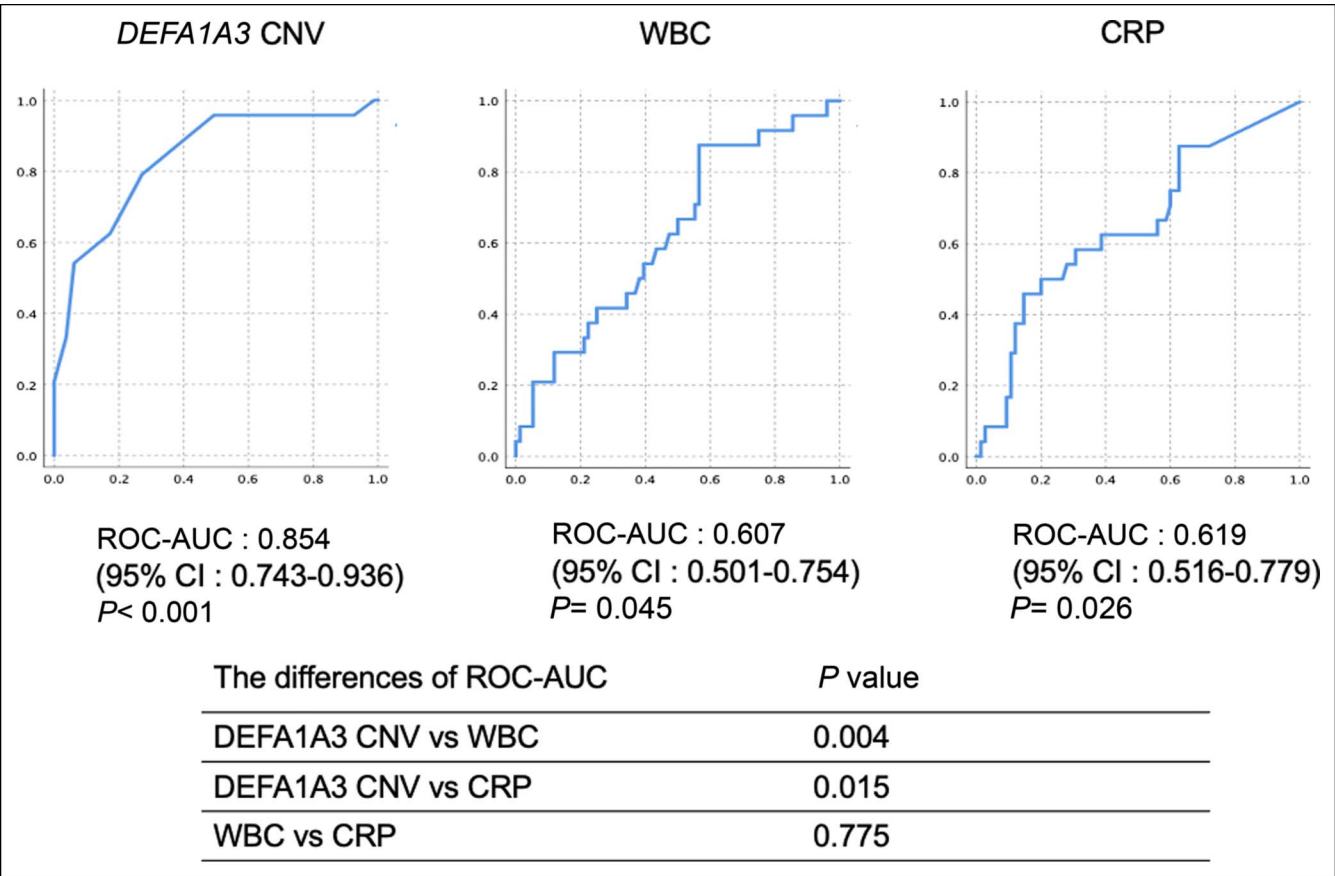 DEFA1A3 CNV
WBC
CRP
1.0
0.8
0.6
0.4
0.2
0.0
0.0 0.2 0.4 0.6 0.8 1.0
1.0
0.8
0.6
0.4
0.2
0.0
0.0 0.2 0.4 0.6 0.8 1.0
1.0
0.8
0.6
0.4
0.2
0.0
0.0 0.2 0.4 0.6 0.8 1.0
ROC-AUC : 0.854
(95% CI : 0.743-0.936)
P< 0.001
ROC-AUC : 0.607
(95% CI : 0.501-0.754)
P= 0.045
ROC-AUC : 0.619
(95% CI : 0.516-0.779)
P= 0.026
The differences of ROC-AUC P value
DEFA1A3 CNV vs WBC 0.004
DEFA1A3 CNV vs CRP 0.015
WBC vs CRP 0.775